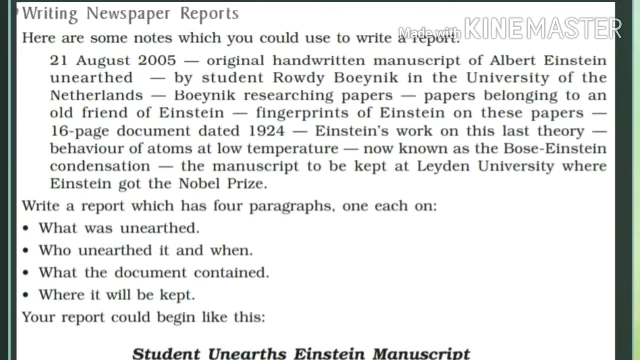 Writing Newspaper Reports
Made with KINEMASTER
Here are some notes which you could use to write a report.
21 August 2005 — original handwritten manuscript of Albert Einstein
unearthed — by student Rowdy Boeynik in the University of the
Netherlands — Boeynik researching papers — papers belonging to an
old friend of Einstein — fingerprints of Einstein on these papers —
16-page document dated 1924 — Einstein's work on this last theory —
behaviour of atoms at low temperature — now known as the Bose-Einstein
condensation — the manuscript to be kept at Leyden University where
Einstein got the Nobel Prize.
Write a report which has four paragraphs, one each on:
• What was unearthed.
• Who unearthed it and when.
• What the document contained.
• Where it will be kept.
Your report could begin like this:
Student Unearths Einstein Manuscript